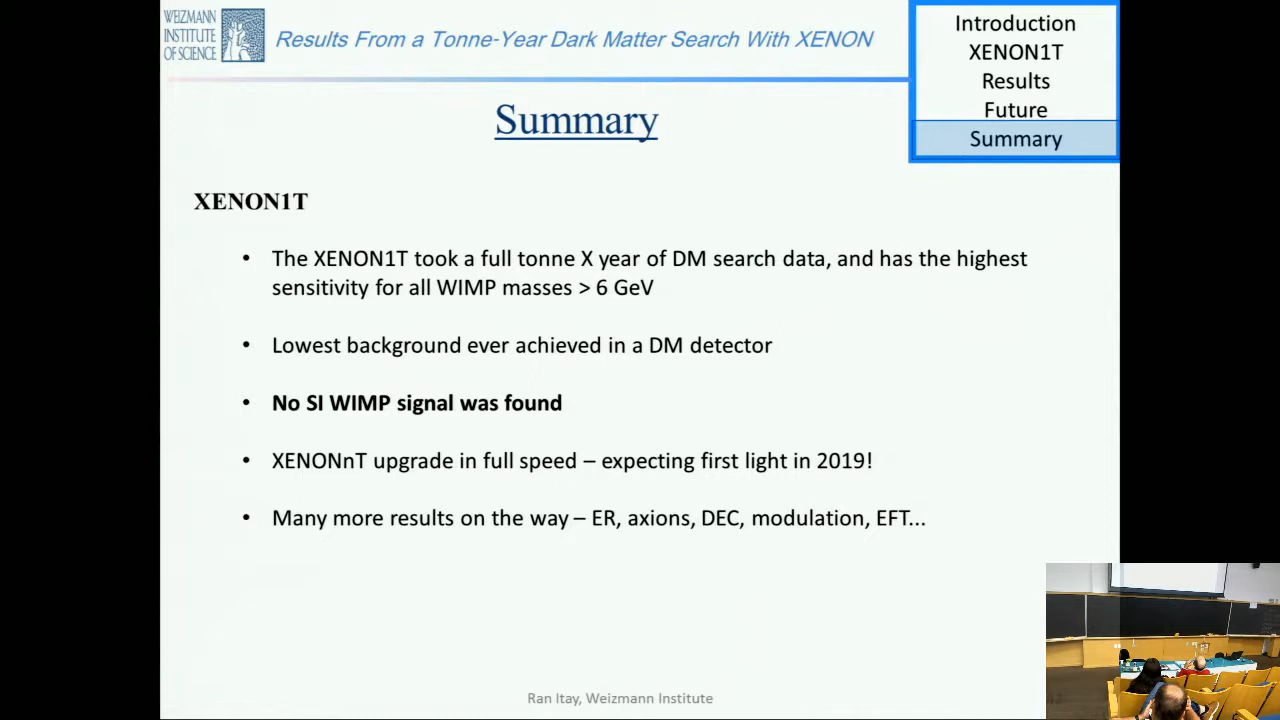 WEIZMANN
INSTITUTE
OF SCIENCE
Results From a Tonne-Year Dark Matter Search With XENON
Introduction
XENON1T
Results
Future
Summary
Summary
XENON1T
• The XENON1T took a full tonne X year of DM search data, and has the highest
sensitivity for all WIMP masses > 6 GeV
• Lowest background ever achieved in a DM detector
• No SI WIMP signal was found
• XENONnT upgrade in full speed – expecting first light in 2019!
• Many more results on the way – ER, axions, DEC, modulation, EFT...
Ran Itay, Weizmann Institute